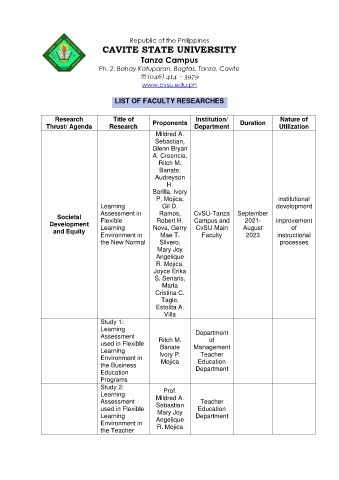 Republic of the Philippines
CAVITE STATE UNIVERSITY
Tanza Campus
Ph. 2, Bahay Katuparan, Bagtas, Tanza, Cavite
☏(046) 414 – 3979
www.cvsu.edu.ph
LIST OF FACULTY RESEARCHES
Research
Thrust/ Agenda
Title of
Research
Proponents
Institution/
Department
Duration
Nature of
Utilization
Societal
Development
and Equity
Learning
Assessment in
Flexible
Learning
Environment in
the New Normal
Mildred A.
Sebastian,
Glenn Bryan
A. Creencia,
Ritch M.
Banate,
Audreyson
H.
Borilla, Ivory
P. Mojica,
Gil D.
Ramos,
Robert H.
Nova, Gerry
Mae T.
Silvero,
Mary Joy
Angelique
R. Mojica,
Joyce Erika
S. Senaris,
Marla
Cristina C.
Tagle,
Estelita A.
Villa
CvSU-Tanza
Campus and
CvSU-Main
Faculty
September
2021-
August
2023
institutional
development
improvement
of
instructional
processes
Study 1:
Learning
Assessment
used in Flexible
Learning
Environment in
the Business
Education
Programs
Ritch M.
Banate
Ivory P.
Mojica
Department
of
Management
Teacher
Education
Department
Study 2:
Learning
Assessment
used in Flexible
Learning
Environment in
the Teacher
Prof.
Mildred A.
Sebastian
Mary Joy
Angelique
R. Mojica
Teacher
Education
Department